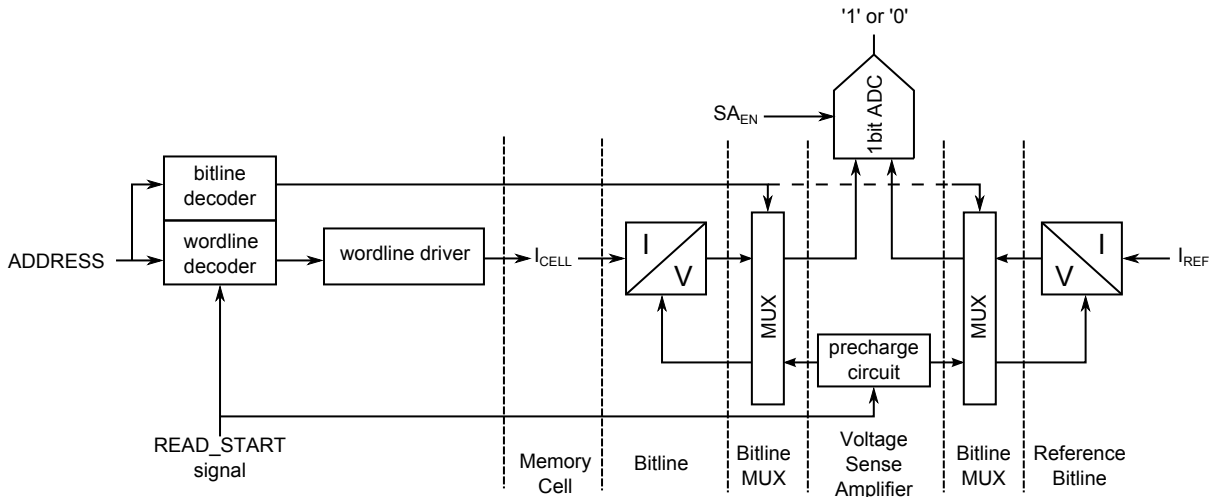 '1' or '0'
1bit ADC
SA_EN
bitline
decoder
wordline
decoder
ADDRESS
wordline driver
I_CELL
I
V
MUX
precharge
circuit
MUX
I
V
I_REF
READ_START
signal
Memory
Cell
Bitline
Bitline
MUX
Voltage
Sense
Amplifier
Bitline
MUX
Reference
Bitline